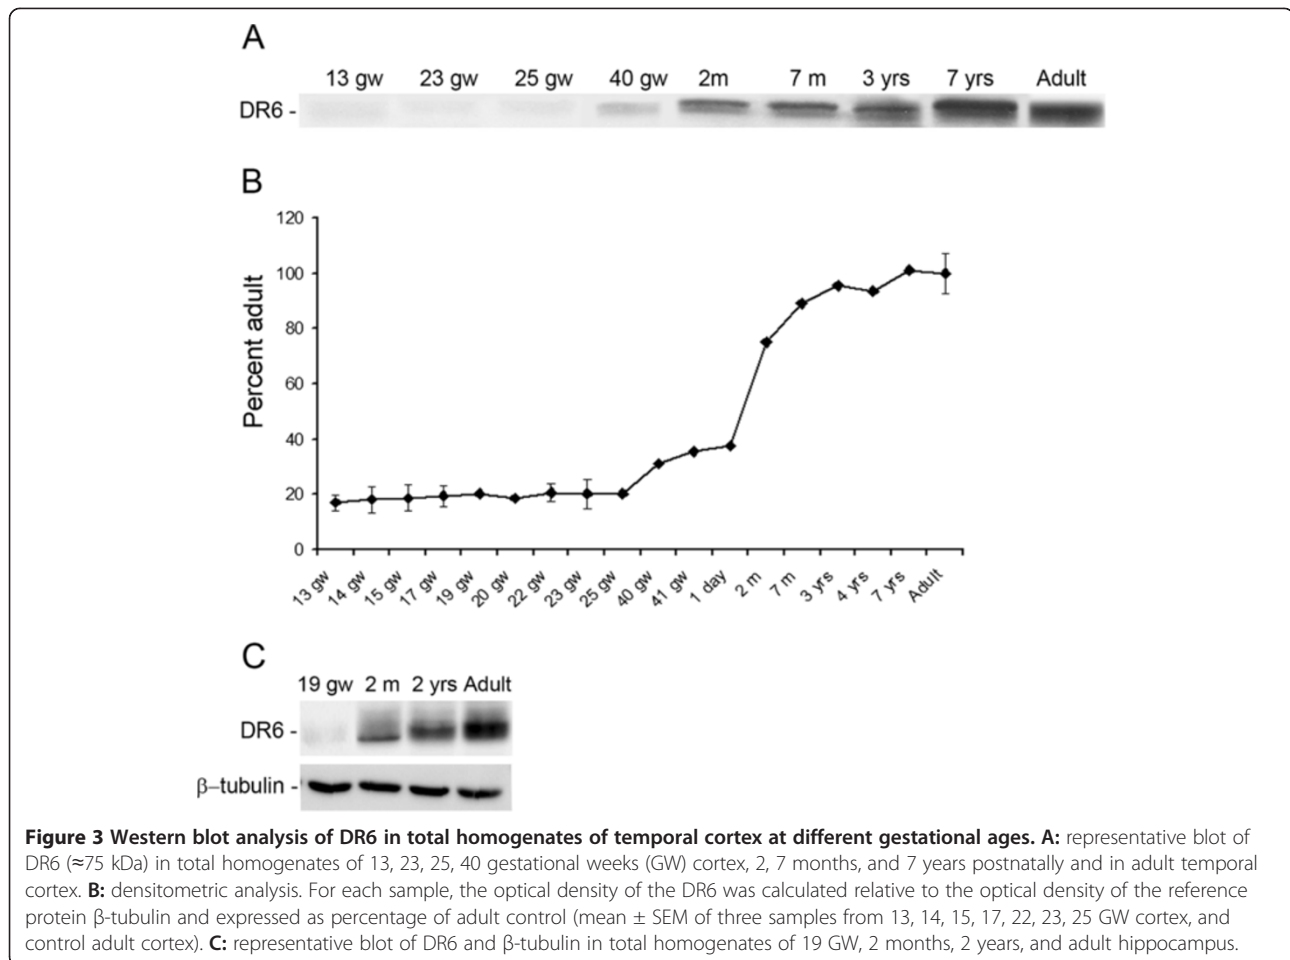 A
13 gw 23 gw 25 gw 40 gw 2m 7 m 3 yrs 7 yrs Adult
DR6 -
B
120
100
80
60
40
20
0
Percent adult
13 gw 14 gw 15 gw 17 gw 19 gw 20 gw 22 gw 23 gw 25 gw 40 gw 41 gw 1 day 2 m 7 m 3 yrs 4 yrs 7 yrs Adult
C
19 gw 2 m 2 yrs Adult
DR6 -
β–tubulin -
Figure 3 Western blot analysis of DR6 in total homogenates of temporal cortex at different gestational ages. A: representative blot of
DR6 (≈75 kDa) in total homogenates of 13, 23, 25, 40 gestational weeks (GW) cortex, 2, 7 months, and 7 years postnatally and in adult temporal
cortex. B: densitometric analysis. For each sample, the optical density of the DR6 was calculated relative to the optical density of the reference
protein β-tubulin and expressed as percentage of adult control (mean ± SEM of three samples from 13, 14, 15, 17, 22, 23, 25 GW cortex, and
control adult cortex). C: representative blot of DR6 and β-tubulin in total homogenates of 19 GW, 2 months, 2 years, and adult hippocampus.